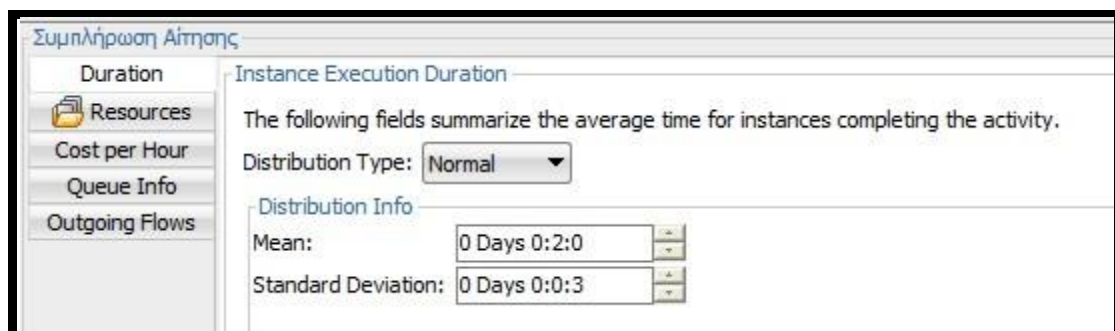 Συμπλήρωση Αίτησης
Duration
Resources
Cost per Hour
Queue Info
Outgoing Flows
Instance Execution Duration
The following fields summarize the average time for instances completing the activity.
Distribution Type: Normal
Distribution Info
Mean: 0 Days 0:2:0
Standard Deviation: 0 Days 0:0:3